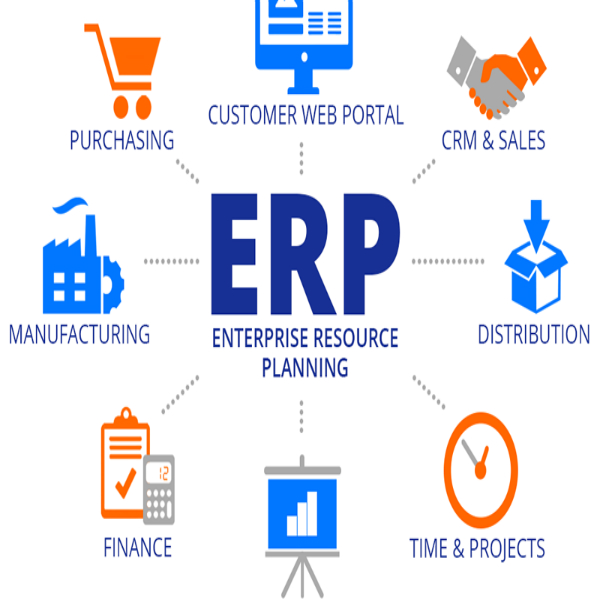 CUSTOMER WEB PORTAL
PURCHASING
CRM & SALES
ERP
ENTERPRISE RESOURCE
PLANNING
MANUFACTURING
DISTRIBUTION
12
FINANCE
TIME & PROJECTS